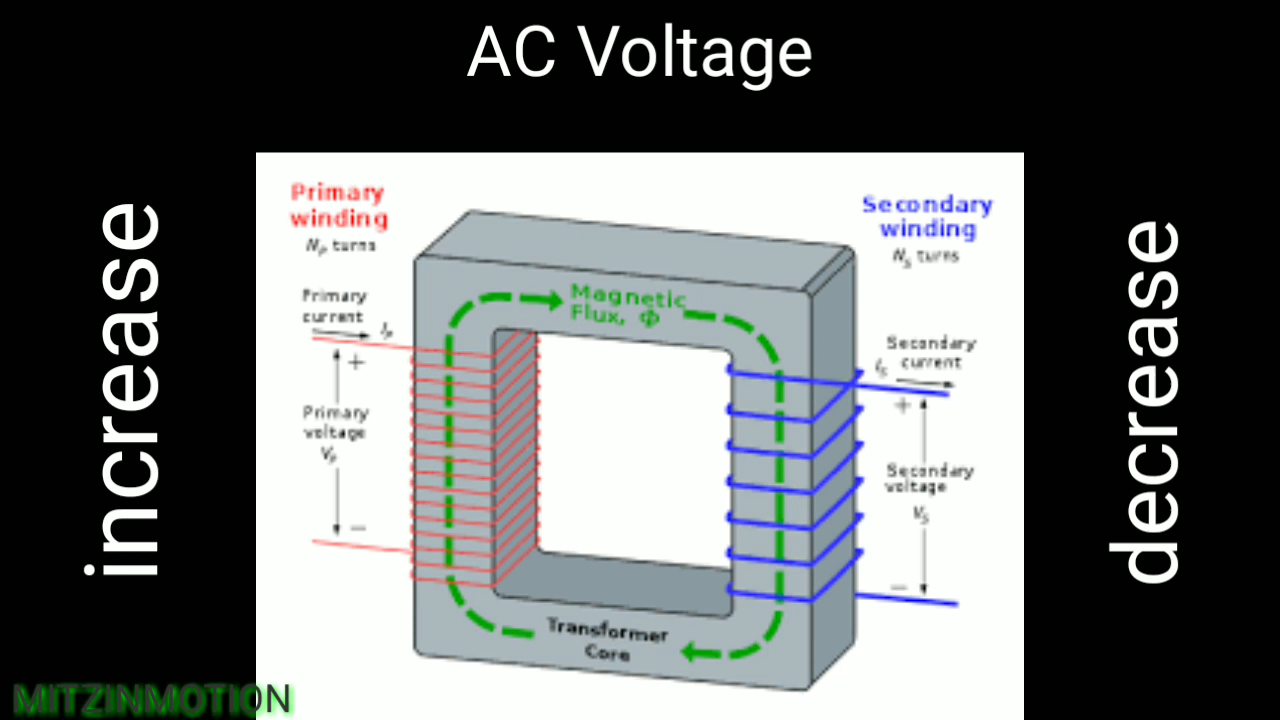 AC Voltage
increase
decrease
Primary
winding
Nₚ turns
Primary
current
Iₚ
+
Primary
voltage
Vₚ
−
Magnetic
Flux, Φ
Transformer
Core
Secondary
winding
Nₛ turns
Secondary
current
Iₛ
+
Secondary
voltage
Vₛ
−
MITZINMOTION